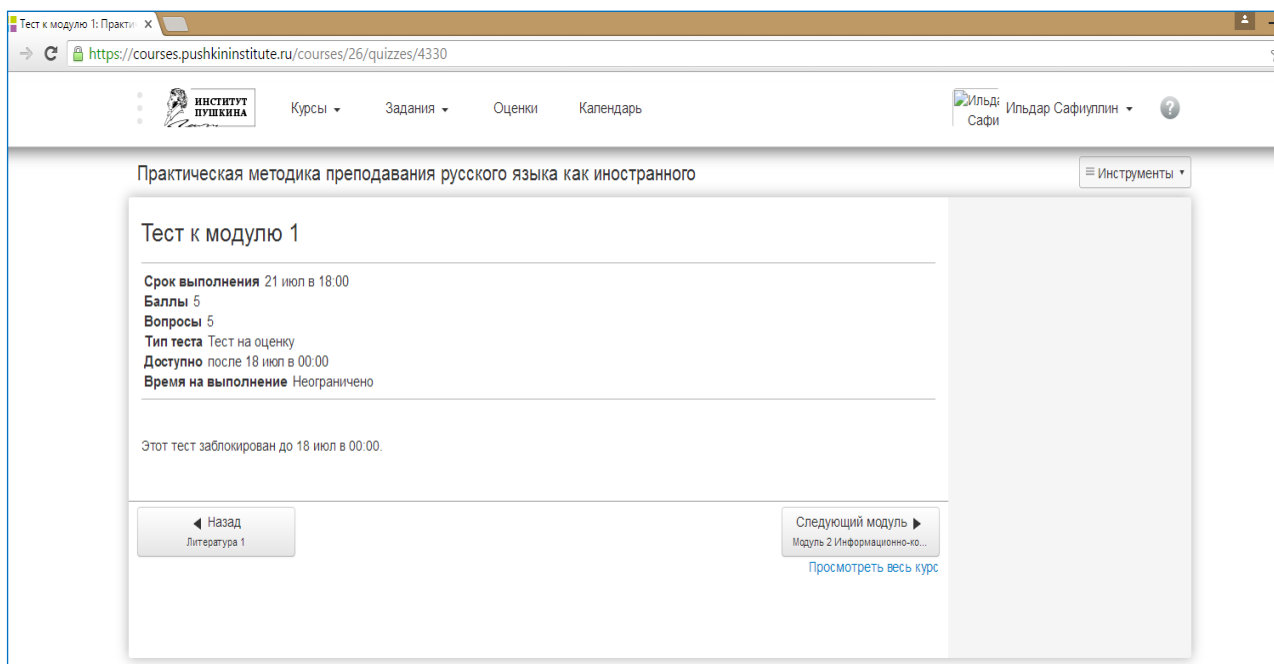 Тест к модулю 1: Практи
https://courses.pushkininstitute.ru/courses/26/quizzes/4330
ИНСТИТУТ
ПУШКИНА
Курсы
Задания
Оценки
Календарь
Ильда
Сафи
Ильдар Сафиуллин
?
Практическая методика преподавания русского языка как иностранного
Инструменты
Тест к модулю 1
Срок выполнения 21 июл в 18:00
Баллы 5
Вопросы 5
Тип теста Тест на оценку
Доступно после 18 июл в 00:00
Время на выполнение Неограничено
Этот тест заблокирован до 18 июл в 00:00.
Назад
Литература 1
Следующий модуль
Модуль 2 Информационно-ко...
Просмотреть весь курс